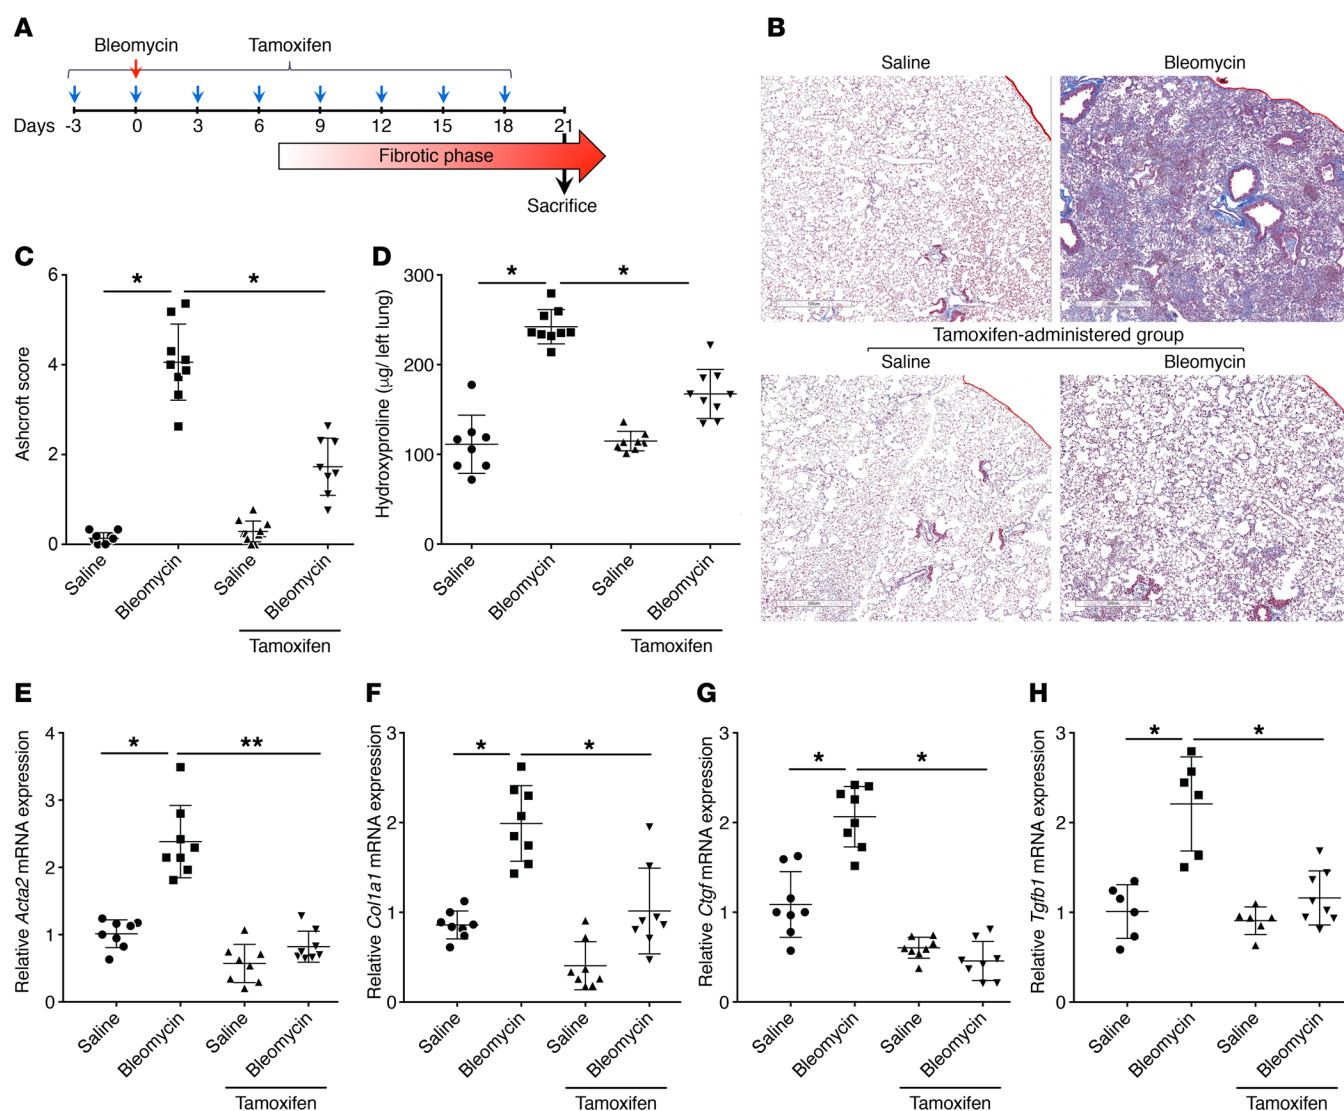 A
Bleomycin
Tamoxifen
Days -3 0 3 6 9 12 15 18 21
Fibrotic phase
Sacrifice
B
Saline
Bleomycin
Tamoxifen-administered group
Saline
Bleomycin
C
Ashcroft score
6
4
2
0
*
*
Saline
Bleomycin
Saline
Bleomycin
Tamoxifen
D
Hydroxyproline (μg/ left lung)
300
200
100
0
*
*
Saline
Bleomycin
Saline
Bleomycin
Tamoxifen
E
Relative Acta2 mRNA expression
4
3
2
1
0
*
**
Saline
Bleomycin
Saline
Bleomycin
Tamoxifen
F
Relative Col1a1 mRNA expression
3
2
1
0
*
*
Saline
Bleomycin
Saline
Bleomycin
Tamoxifen
G
Relative Ctgf mRNA expression
3
2
1
0
*
*
Saline
Bleomycin
Saline
Bleomycin
Tamoxifen
H
Relative Tgfb1 mRNA expression
3
2
1
0
*
*
Saline
Bleomycin
Saline
Bleomycin
Tamoxifen